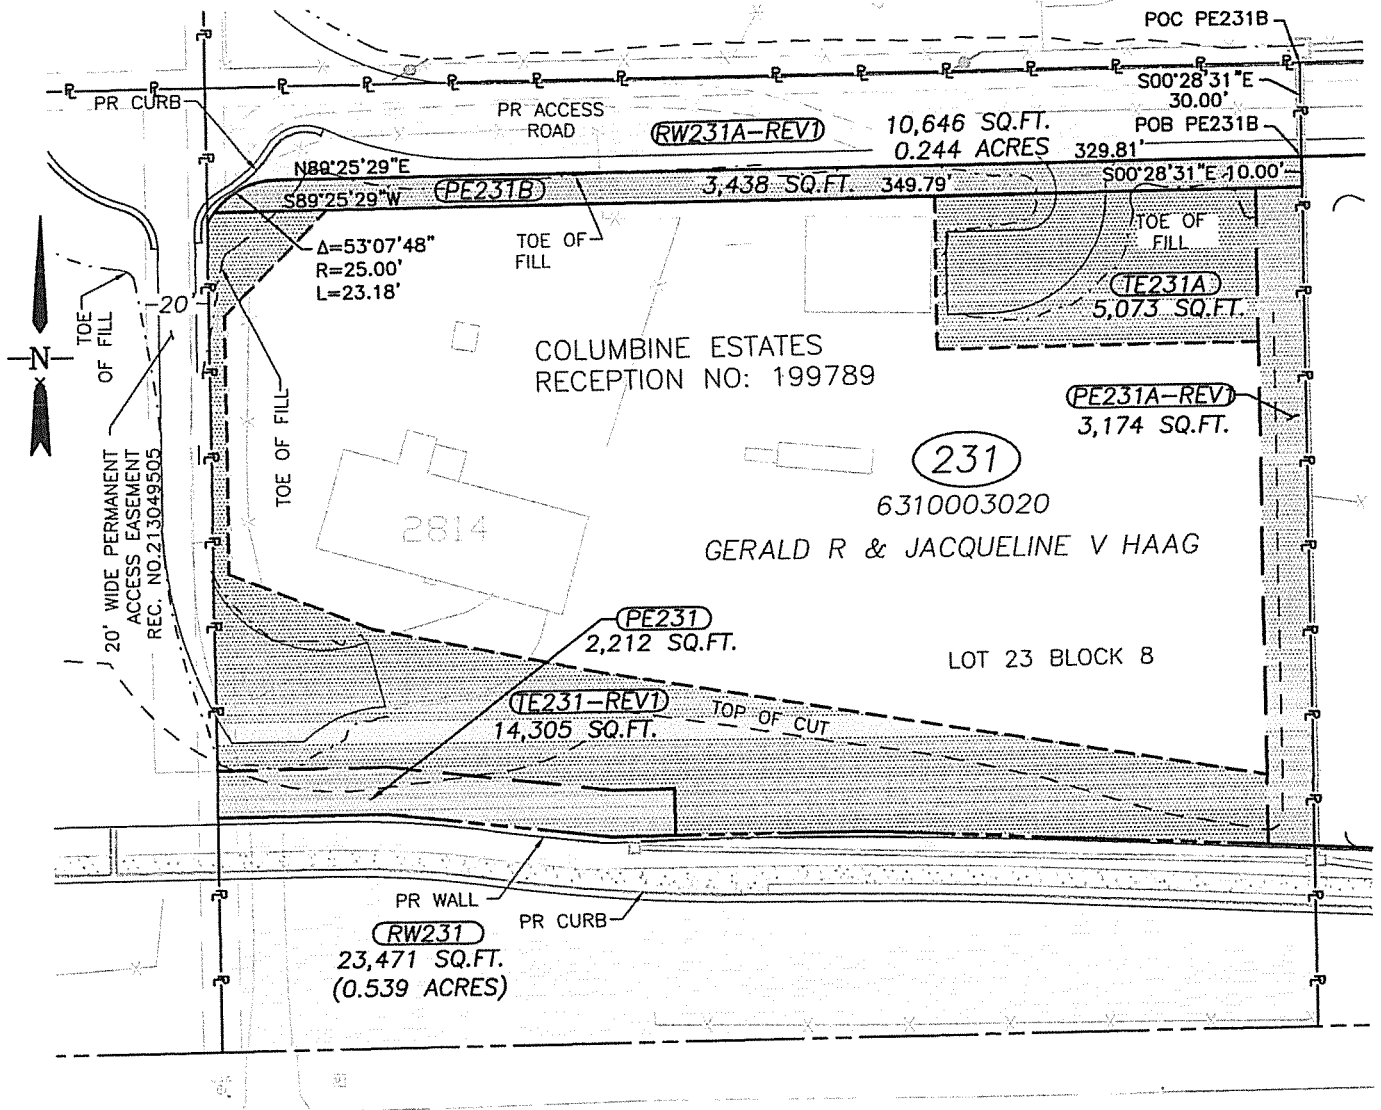 POC PE231B
S00°28'31"E
30.00'
POB PE231B
PR CURB
PR ACCESS
ROAD
RW231A-REV1
10,646 SQ.FT.
0.244 ACRES
329.81'
N89°25'29"E
S89°25'29"W
PE231B
3,438 SQ.FT.
349.79'
S00°28'31"E 10.00'
Δ=53°07'48"
R=25.00'
L=23.18'
TOE OF
FILL
TOE OF
FILL
TE231A
5,073 SQ.FT.
20'
TOE
OF FILL
N
TOE OF FILL
COLUMBINE ESTATES
RECEPTION NO: 199789
PE231A-REV1
3,174 SQ.FT.
231
6310003020
GERALD R & JACQUELINE V HAAG
2814
20' WIDE PERMANENT
ACCESS EASEMENT
REC. NO.213049505
PE231
2,212 SQ.FT.
LOT 23 BLOCK 8
TE231-REV1
14,305 SQ.FT.
TOP OF CUT
PR WALL
PR CURB
RW231
23,471 SQ.FT.
(0.539 ACRES)